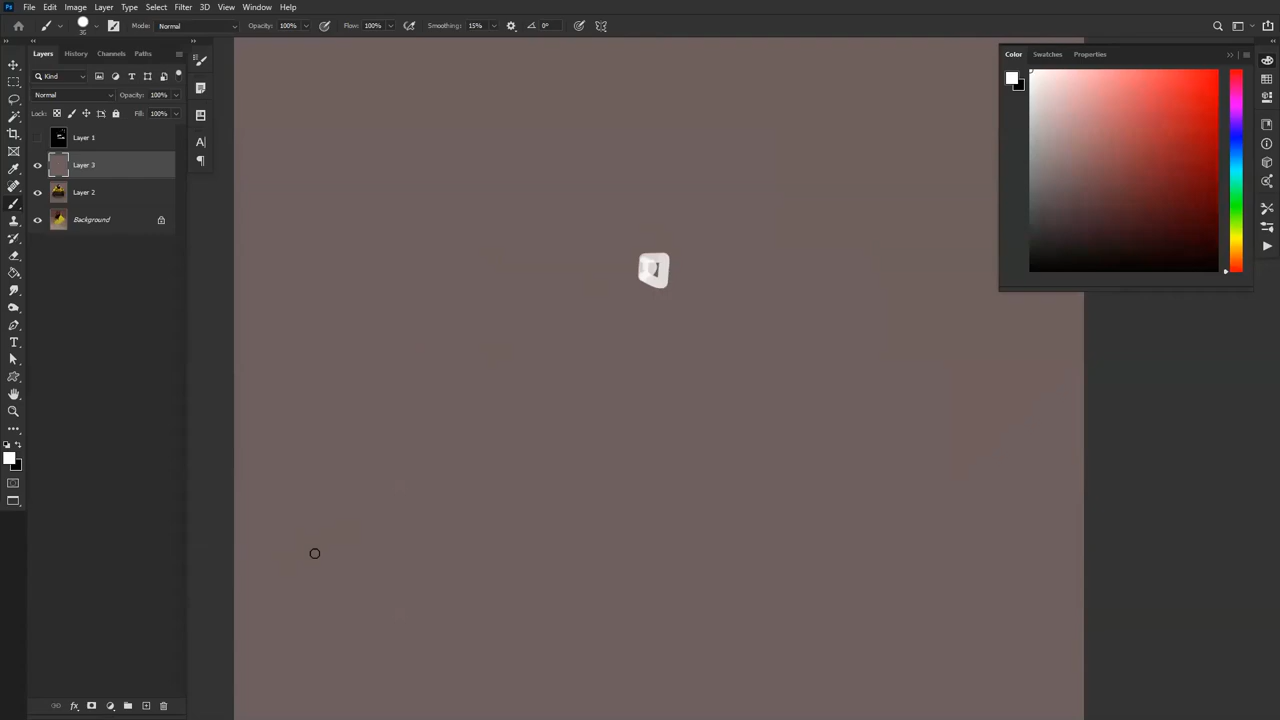 Ps File Edit Image Layer Type Select Filter 3D View Window Help
Mode: Normal Opacity: 100% Flow: 100% Smoothing: 15% 0°
Layers History Channels Paths
Kind
Normal Opacity: 100%
Lock: Fill: 100%
Layer 1
Layer 3
Layer 2
Background
Color Swatches Properties